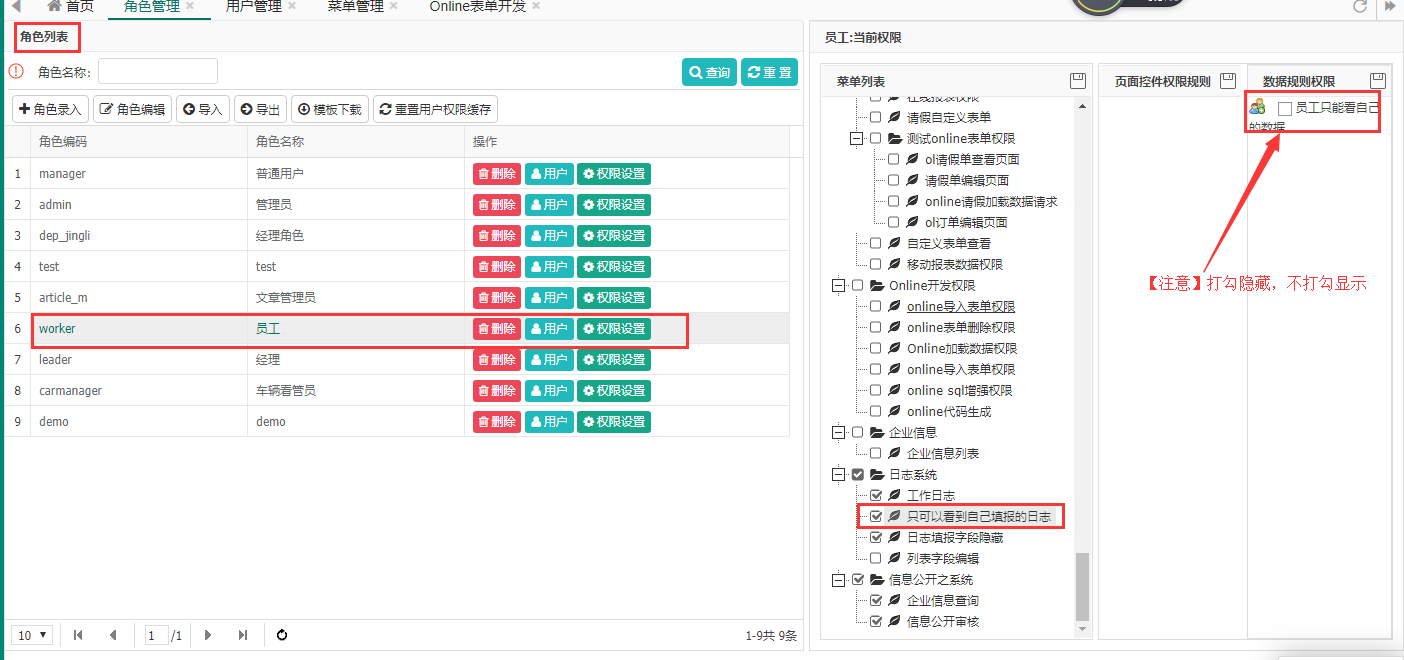 首页 角色管理 用户管理 菜单管理 Online表单开发
角色列表
角色名称：
查询 重置
角色录入 角色编辑 导入 导出 模板下载 重置用户权限缓存
角色编码 角色名称 操作
1 manager 普通用户 删除 用户 权限设置
2 admin 管理员 删除 用户 权限设置
3 dep_jingli 经理角色 删除 用户 权限设置
4 test test 删除 用户 权限设置
5 article_m 文章管理员 删除 用户 权限设置
6 worker 员工 删除 用户 权限设置
7 leader 经理 删除 用户 权限设置
8 carmanager 车辆看管员 删除 用户 权限设置
9 demo demo 删除 用户 权限设置
10 1 /1 1-9共 9条
员工:当前权限
菜单列表
在线报表权限
请假自定义表单
测试online表单权限
ol请假单查看页面
请假单编辑页面
online请假加载数据请求
ol订单编辑页面
自定义表单查看
移动报表数据权限
Online开发权限
online导入表单权限
online表单删除权限
Online加载数据权限
online导入表单权限
online sql增强权限
online代码生成
企业信息
企业信息列表
日志系统
工作日志
只可以看到自己填报的日志
日志填报字段隐藏
列表字段编辑
信息公开之系统
企业信息查询
信息公开审核
页面控件权限规则
数据规则权限
员工只能看自己
的数据
【注意】打勾隐藏，不打勾显示